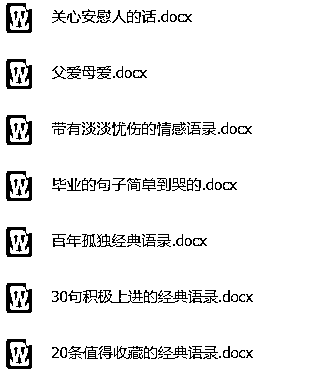 关心安慰人的话.docx
父爱母爱.docx
带有淡淡忧伤的情感语录.docx
毕业的句子简单到哭的.docx
百年孤独经典语录.docx
30句积极上进的经典语录.docx
20条值得收藏的经典语录.docx